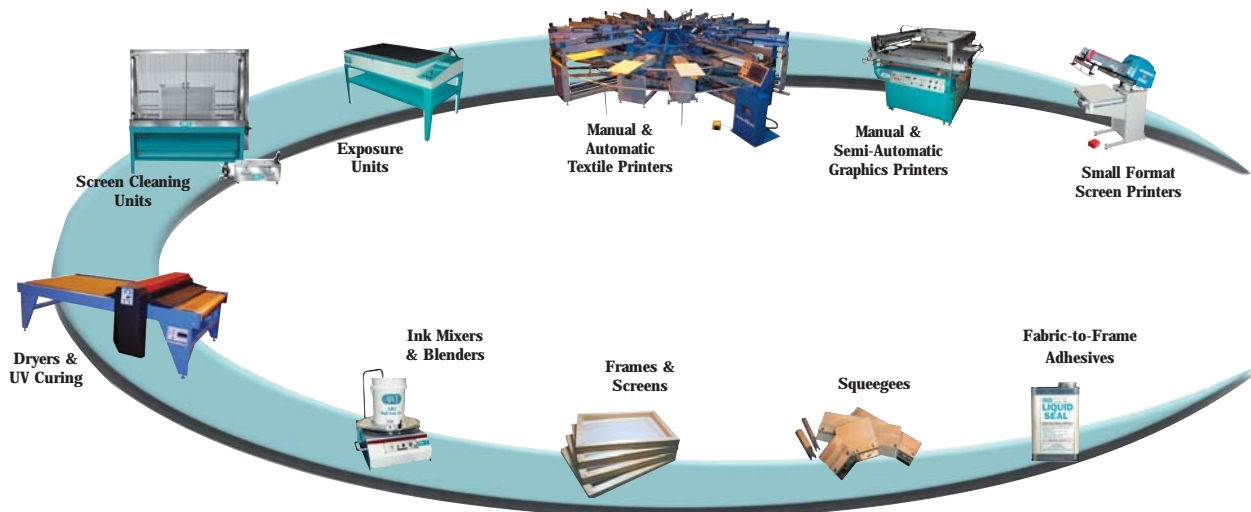 Manual &
Automatic
Textile Printers
Manual &
Semi-Automatic
Graphics Printers
Exposure
Units
Small Format
Screen Printers
Screen Cleaning
Units
Dryers &
UV Curing
Ink Mixers
& Blenders
Frames &
Screens
Squeegees
Fabric-to-Frame
Adhesives
LIQUID
SEAL